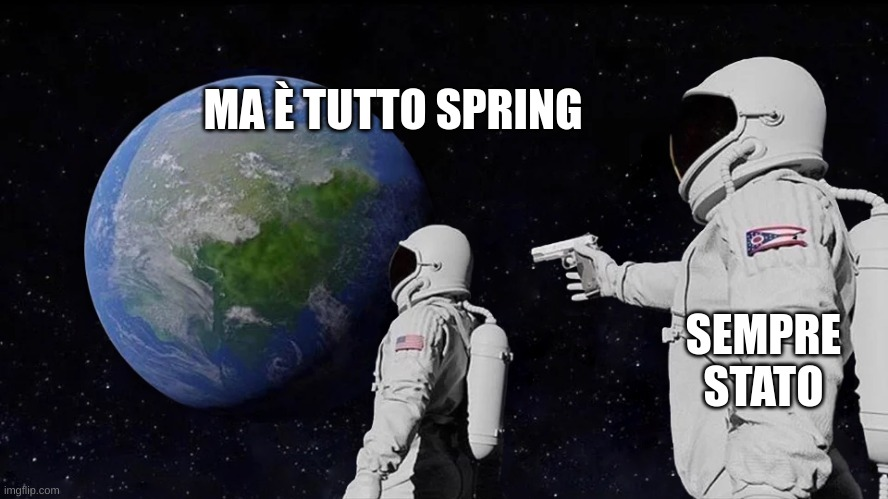 MA È TUTTO SPRING
SEMPRE
STATO
imgflip.com